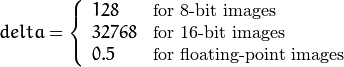 delta = { 128 for 8-bit images
32768 for 16-bit images
0.5 for floating-point images